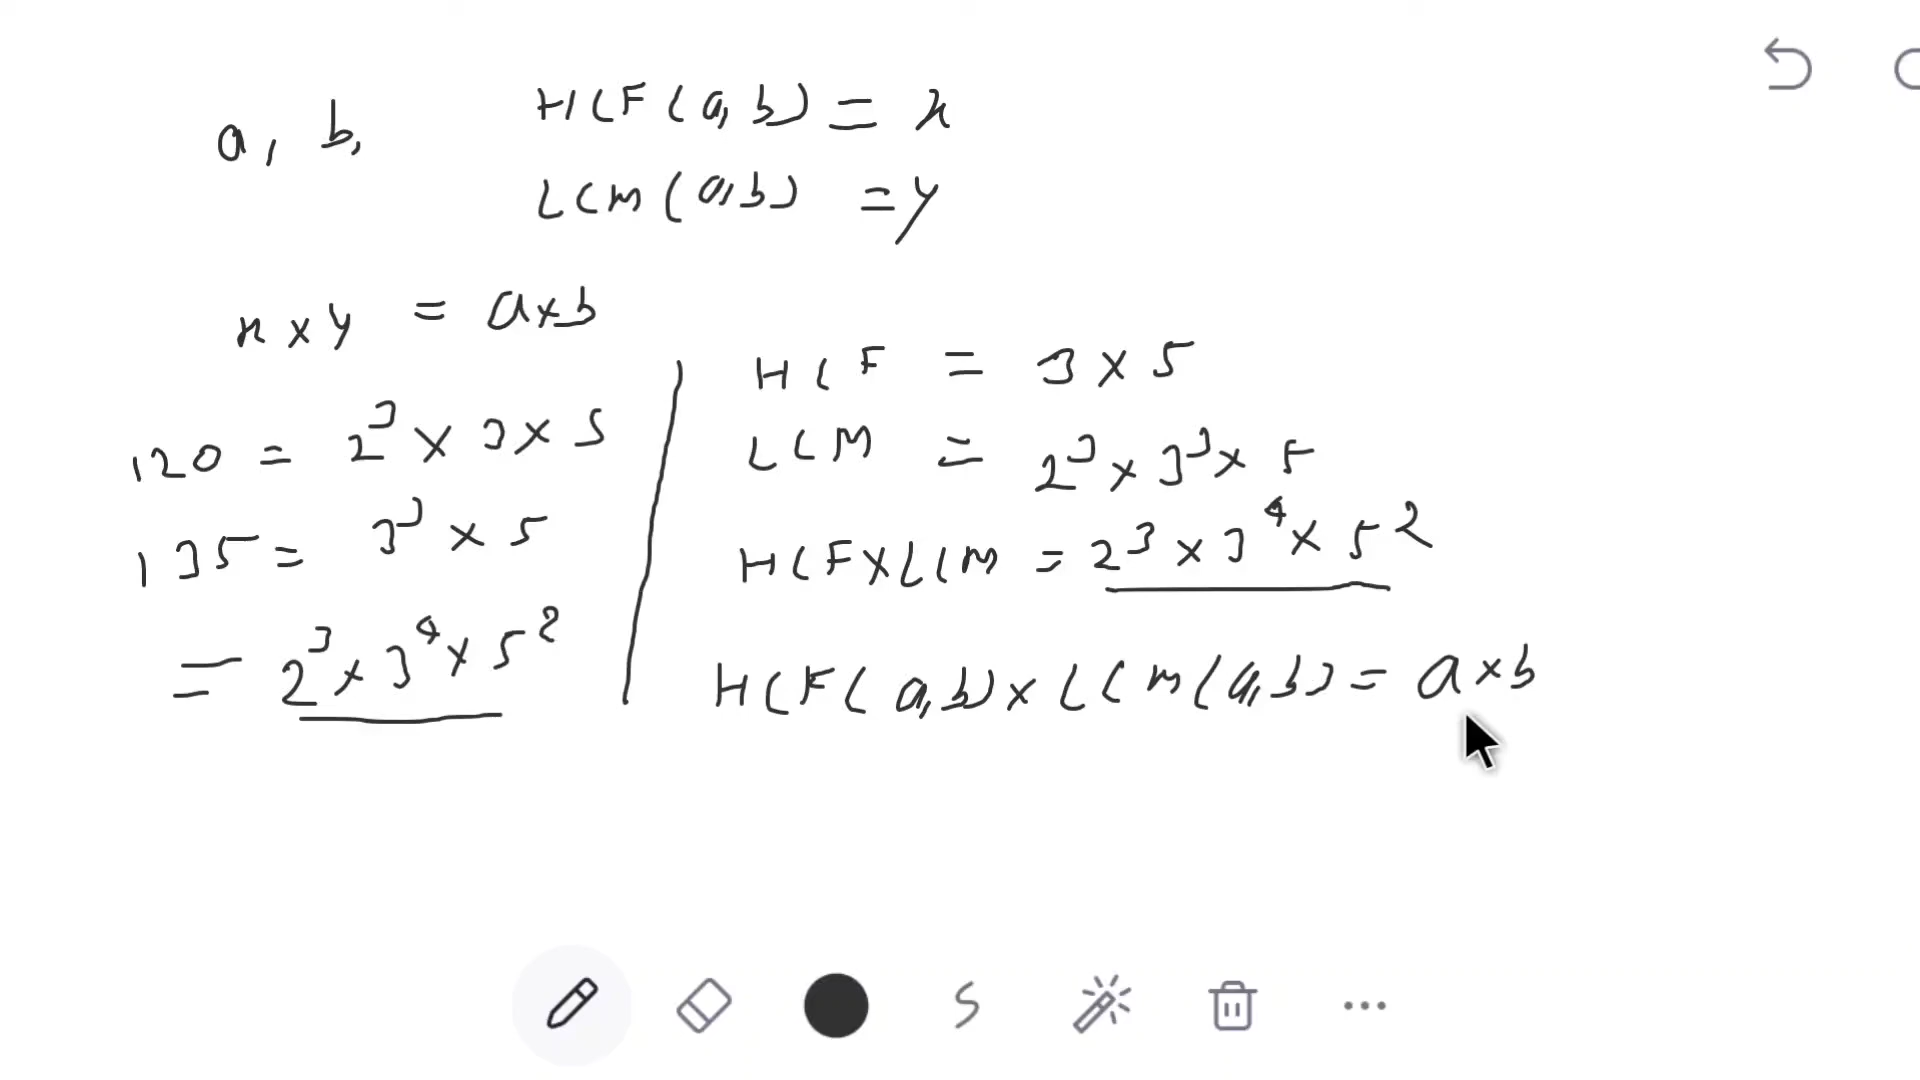 a, b,
HCF(a,b) = x
LCM(a,b) = y
x × y = a×b
120 = 2³ × 3 × 5
135 = 3³ × 5
= 2³ × 3⁴ × 5²
HCF = 3 × 5
LCM = 2³ × 3³ × 5
HCF×LCM = 2³ × 3⁴ × 5²
HCF(a,b) × LCM(a,b) = a×b